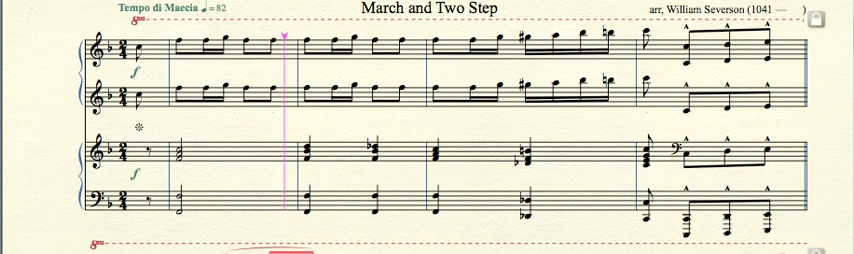 March and Two Step
Tempo di Maecia ♩ = 82
arr, William Severson (1041 — )
8va
f
f
8va